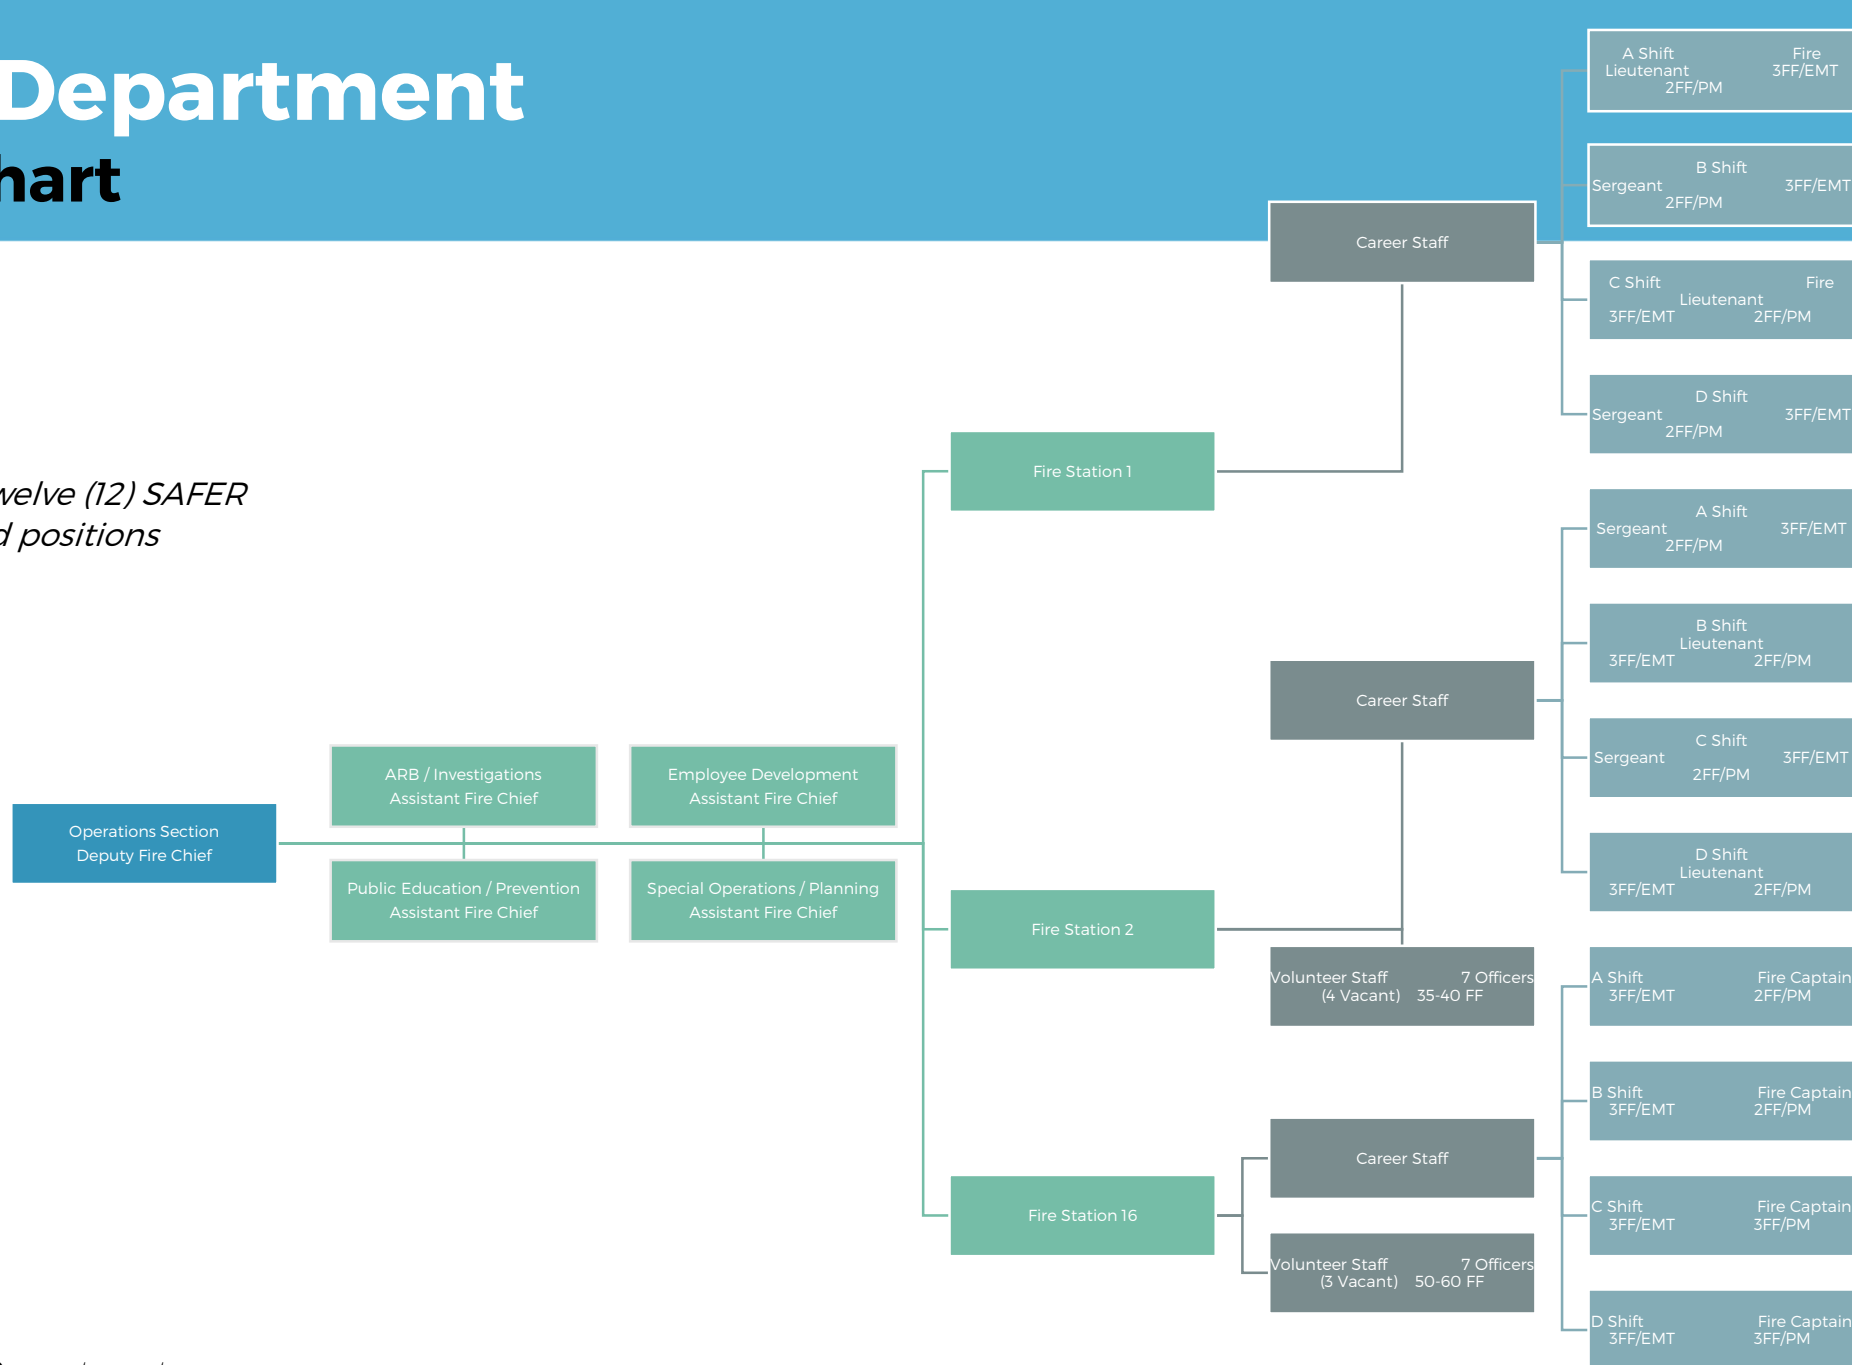 Department
hart
welve (12) SAFER
d positions
Operations Section
Deputy Fire Chief
ARB / Investigations
Assistant Fire Chief
Employee Development
Assistant Fire Chief
Public Education / Prevention
Assistant Fire Chief
Special Operations / Planning
Assistant Fire Chief
Fire Station 1
Career Staff
A Shift Fire
Lieutenant 3FF/EMT
2FF/PM
B Shift
Sergeant 3FF/EMT
2FF/PM
C Shift Fire
Lieutenant
3FF/EMT 2FF/PM
D Shift
Sergeant 3FF/EMT
2FF/PM
Fire Station 2
Career Staff
A Shift
Sergeant 3FF/EMT
2FF/PM
B Shift
Lieutenant
3FF/EMT 2FF/PM
C Shift
Sergeant 3FF/EMT
2FF/PM
D Shift
Lieutenant
3FF/EMT 2FF/PM
Volunteer Staff 7 Officers
(4 Vacant) 35-40 FF
Fire Station 16
Career Staff
A Shift Fire Captain
3FF/EMT 2FF/PM
B Shift Fire Captain
3FF/EMT 2FF/PM
C Shift Fire Captain
3FF/EMT 3FF/PM
D Shift Fire Captain
3FF/EMT 3FF/PM
Volunteer Staff 7 Officers
(3 Vacant) 50-60 FF